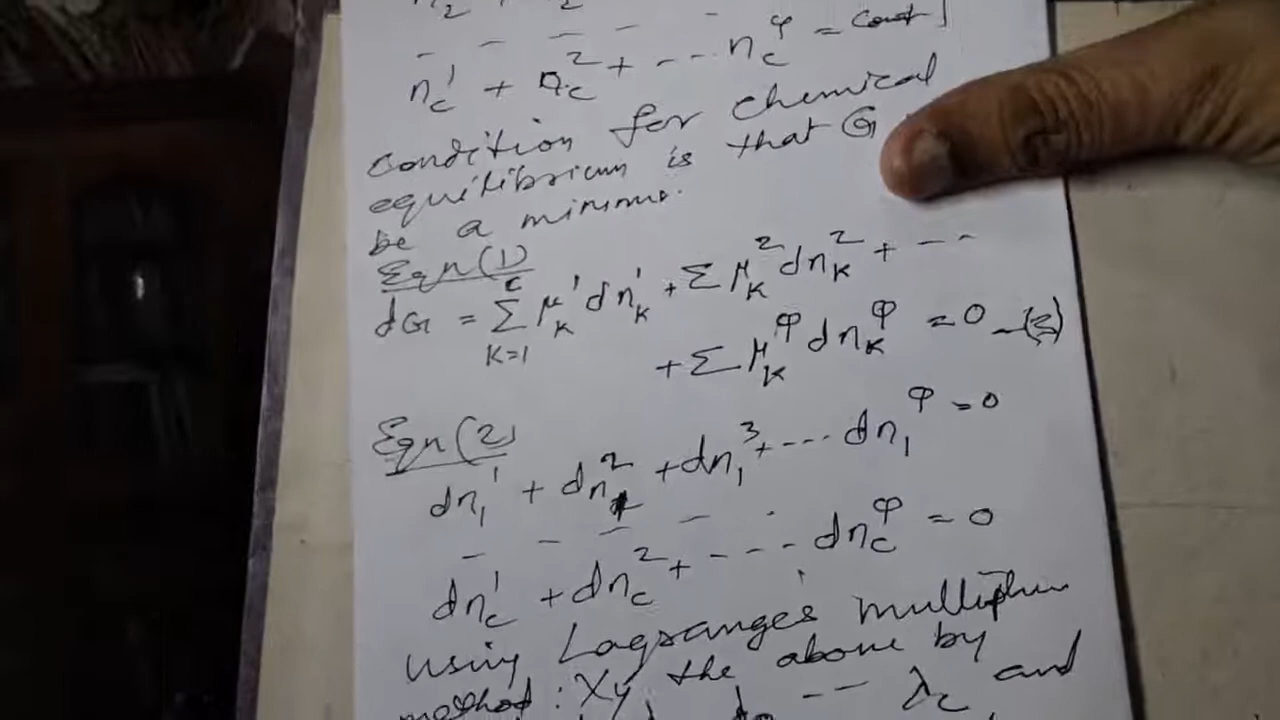 n_c^1 + n_c^2 + --- n_c^φ = const]
condition for chemical
equilibrium is that G
be a
Eqn(1)
dG = Σ_{K=1}^{c} μ_K^1 dn_K^1 + Σ μ_K^2 dn_K^2 + ---
+ Σ μ_K^φ dn_K^φ = 0 -(3)
Eqn(2)
dn_1^1 + dn_1^2 + dn_1^3 + --- dn_1^φ = 0
- - - -
dn_c^1 + dn_c^2 + --- dn_c^φ = 0
using Lagranges
method: Xy the above by
-- λ_c and